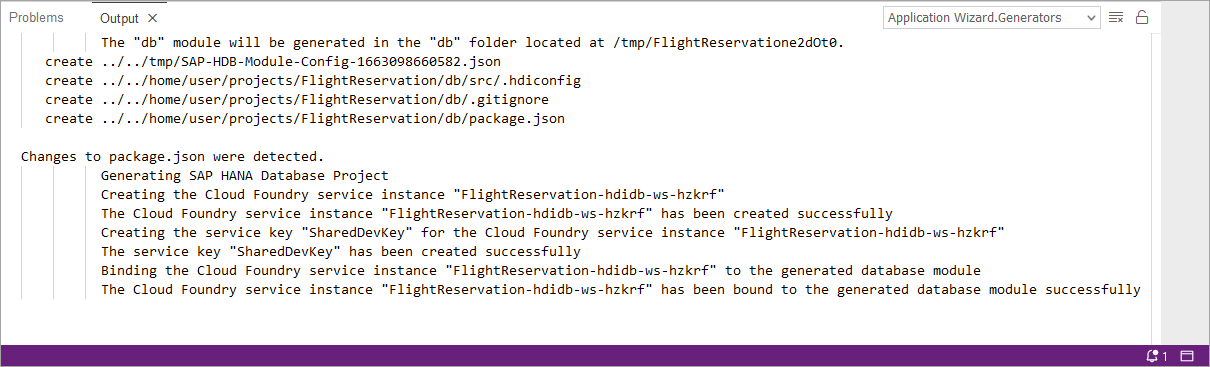 Problems Output Application Wizard.Generators
The "db" module will be generated in the "db" folder located at /tmp/FlightReservatione2dOt0.
create ../../tmp/SAP-HDB-Module-Config-1663098660582.json
create ../../home/user/projects/FlightReservation/db/src/.hdiconfig
create ../../home/user/projects/FlightReservation/db/.gitignore
create ../../home/user/projects/FlightReservation/db/package.json
Changes to package.json were detected.
Generating SAP HANA Database Project
Creating the Cloud Foundry service instance "FlightReservation-hdidb-ws-hzkrf"
The Cloud Foundry service instance "FlightReservation-hdidb-ws-hzkrf" has been created successfully
Creating the service key "SharedDevKey" for the Cloud Foundry service instance "FlightReservation-hdidb-ws-hzkrf"
The service key "SharedDevKey" has been created successfully
Binding the Cloud Foundry service instance "FlightReservation-hdidb-ws-hzkrf" to the generated database module
The Cloud Foundry service instance "FlightReservation-hdidb-ws-hzkrf" has been bound to the generated database module successfully
1